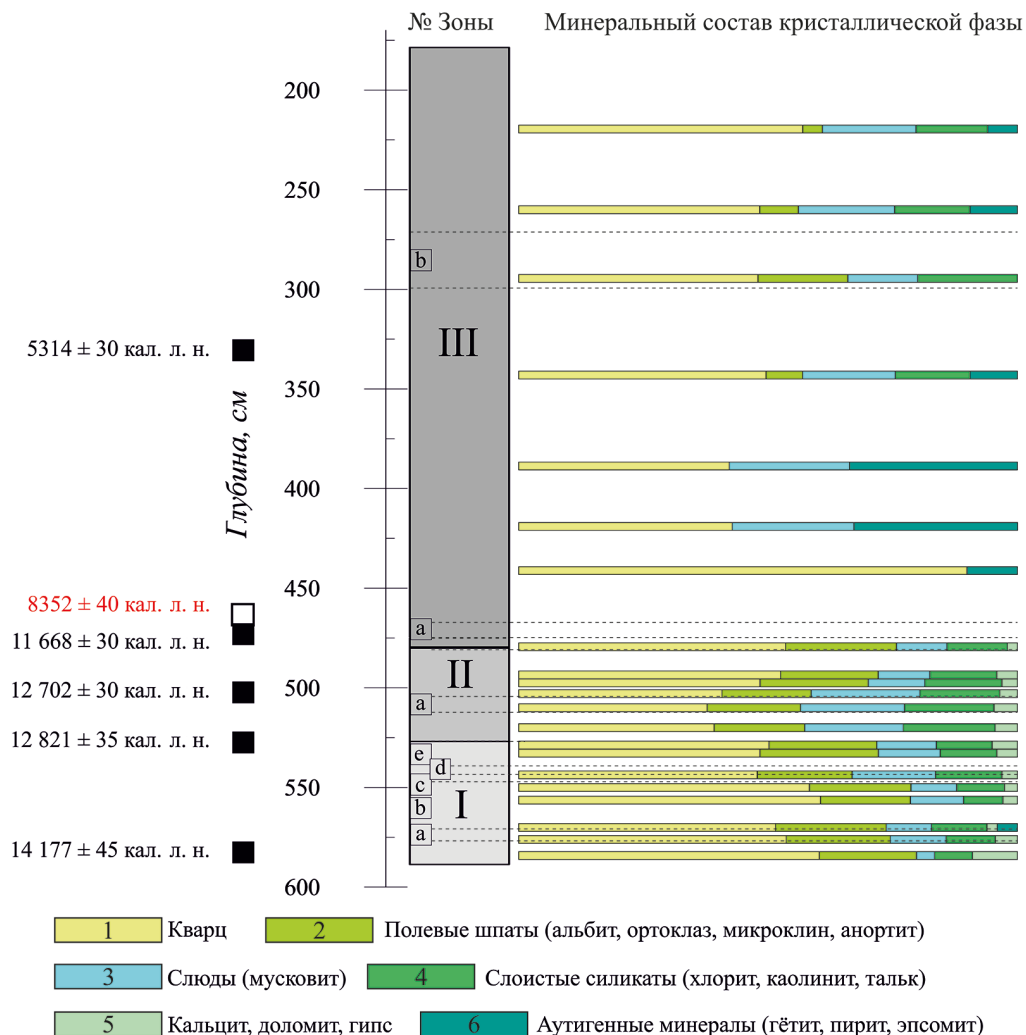 № Зоны
Минеральный состав кристаллической фазы
200
250
b
300
III
5314 ± 30 кал. л. н.
350
Глубина, см
400
450
8352 ± 40 кал. л. н.
a
11 668 ± 30 кал. л. н.
II
12 702 ± 30 кал. л. н.
500
a
12 821 ± 35 кал. л. н.
e
d
c
550
b
I
a
14 177 ± 45 кал. л. н.
600
1 Кварц 2 Полевые шпаты (альбит, ортоклаз, микроклин, анортит)
3 Слюды (мусковит) 4 Слоистые силикаты (хлорит, каолинит, тальк)
5 Кальцит, доломит, гипс 6 Аутигенные минералы (гётит, пирит, эпсомит)